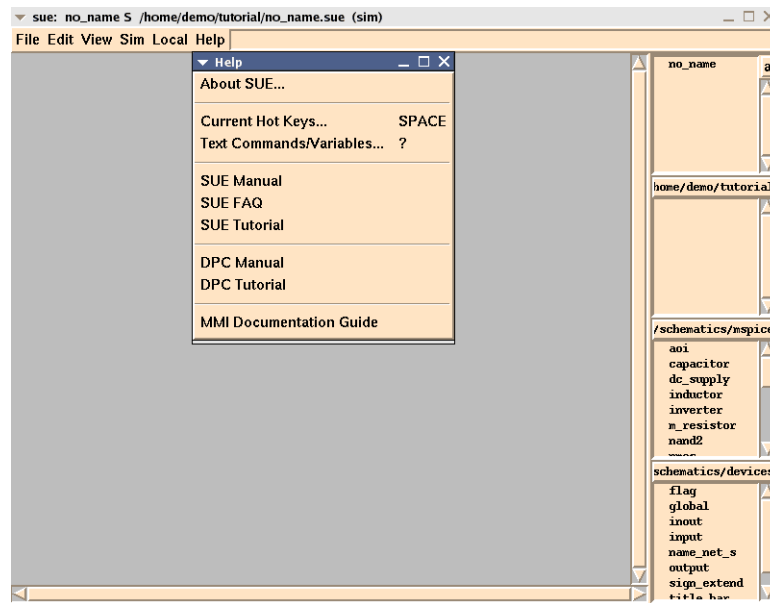 sue: no_name S /home/demo/tutorial/no_name.sue (sim)
File Edit View Sim Local Help
Help
About SUE...
Current Hot Keys... SPACE
Text Commands/Variables... ?
SUE Manual
SUE FAQ
SUE Tutorial
DPC Manual
DPC Tutorial
MMI Documentation Guide
no_name
a
home/demo/tutorial
/schematics/mspice
aoi
capacitor
dc_supply
inductor
inverter
m_resistor
nand2
schematics/devices
flag
global
inout
input
name_net_s
output
sign_extend
title_bar